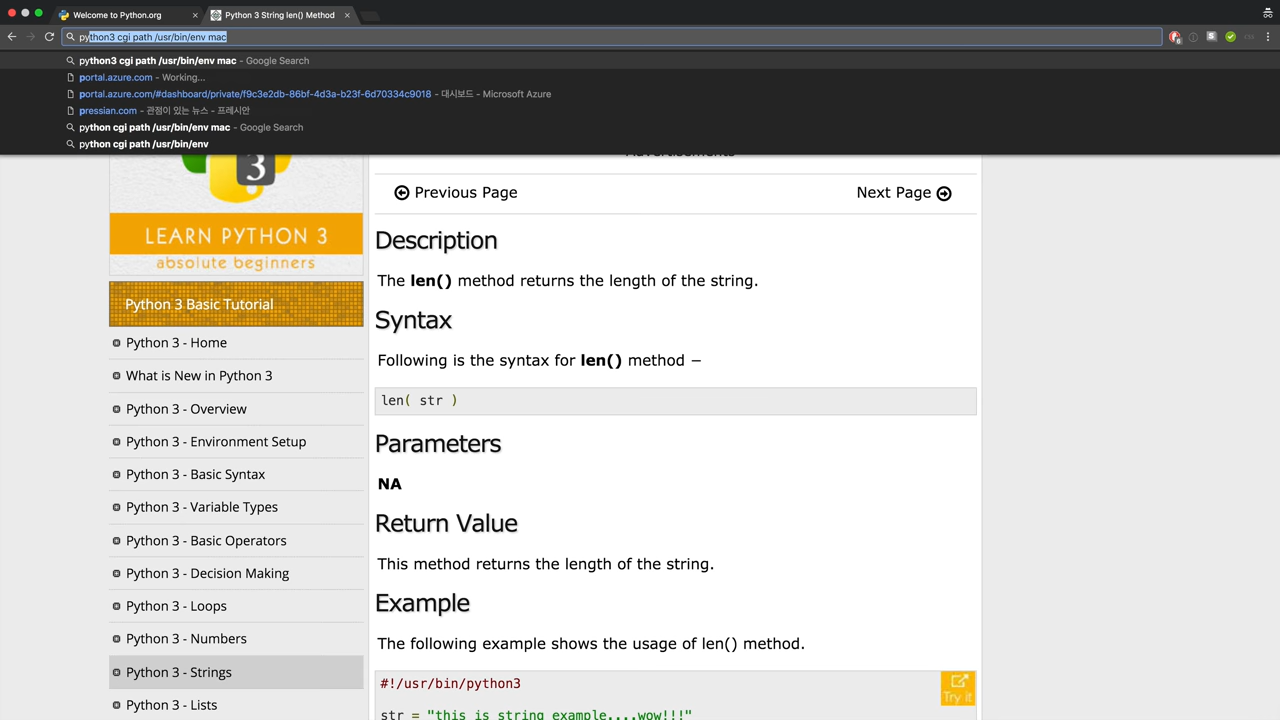 Welcome to Python.org
Python 3 String len() Method
python3 cgi path /usr/bin/env mac
python3 cgi path /usr/bin/env mac - Google Search
portal.azure.com - Working...
portal.azure.com/#dashboard/private/f9c3e2db-86bf-4d3a-b23f-6d70334c9018 - 대시보드 - Microsoft Azure
pressian.com - 관점이 있는 뉴스 - 프레시안
python cgi path /usr/bin/env mac - Google Search
python cgi path /usr/bin/env
3
LEARN PYTHON 3
absolute beginners
Python 3 Basic Tutorial
Python 3 - Home
What is New in Python 3
Python 3 - Overview
Python 3 - Environment Setup
Python 3 - Basic Syntax
Python 3 - Variable Types
Python 3 - Basic Operators
Python 3 - Decision Making
Python 3 - Loops
Python 3 - Numbers
Python 3 - Strings
Python 3 - Lists
Advertisements
Previous Page
Next Page
Description
The len() method returns the length of the string.
Syntax
Following is the syntax for len() method −
len( str )
Parameters
NA
Return Value
This method returns the length of the string.
Example
The following example shows the usage of len() method.
#!/usr/bin/python3
Try it
str = "this is string example....wow!!!"